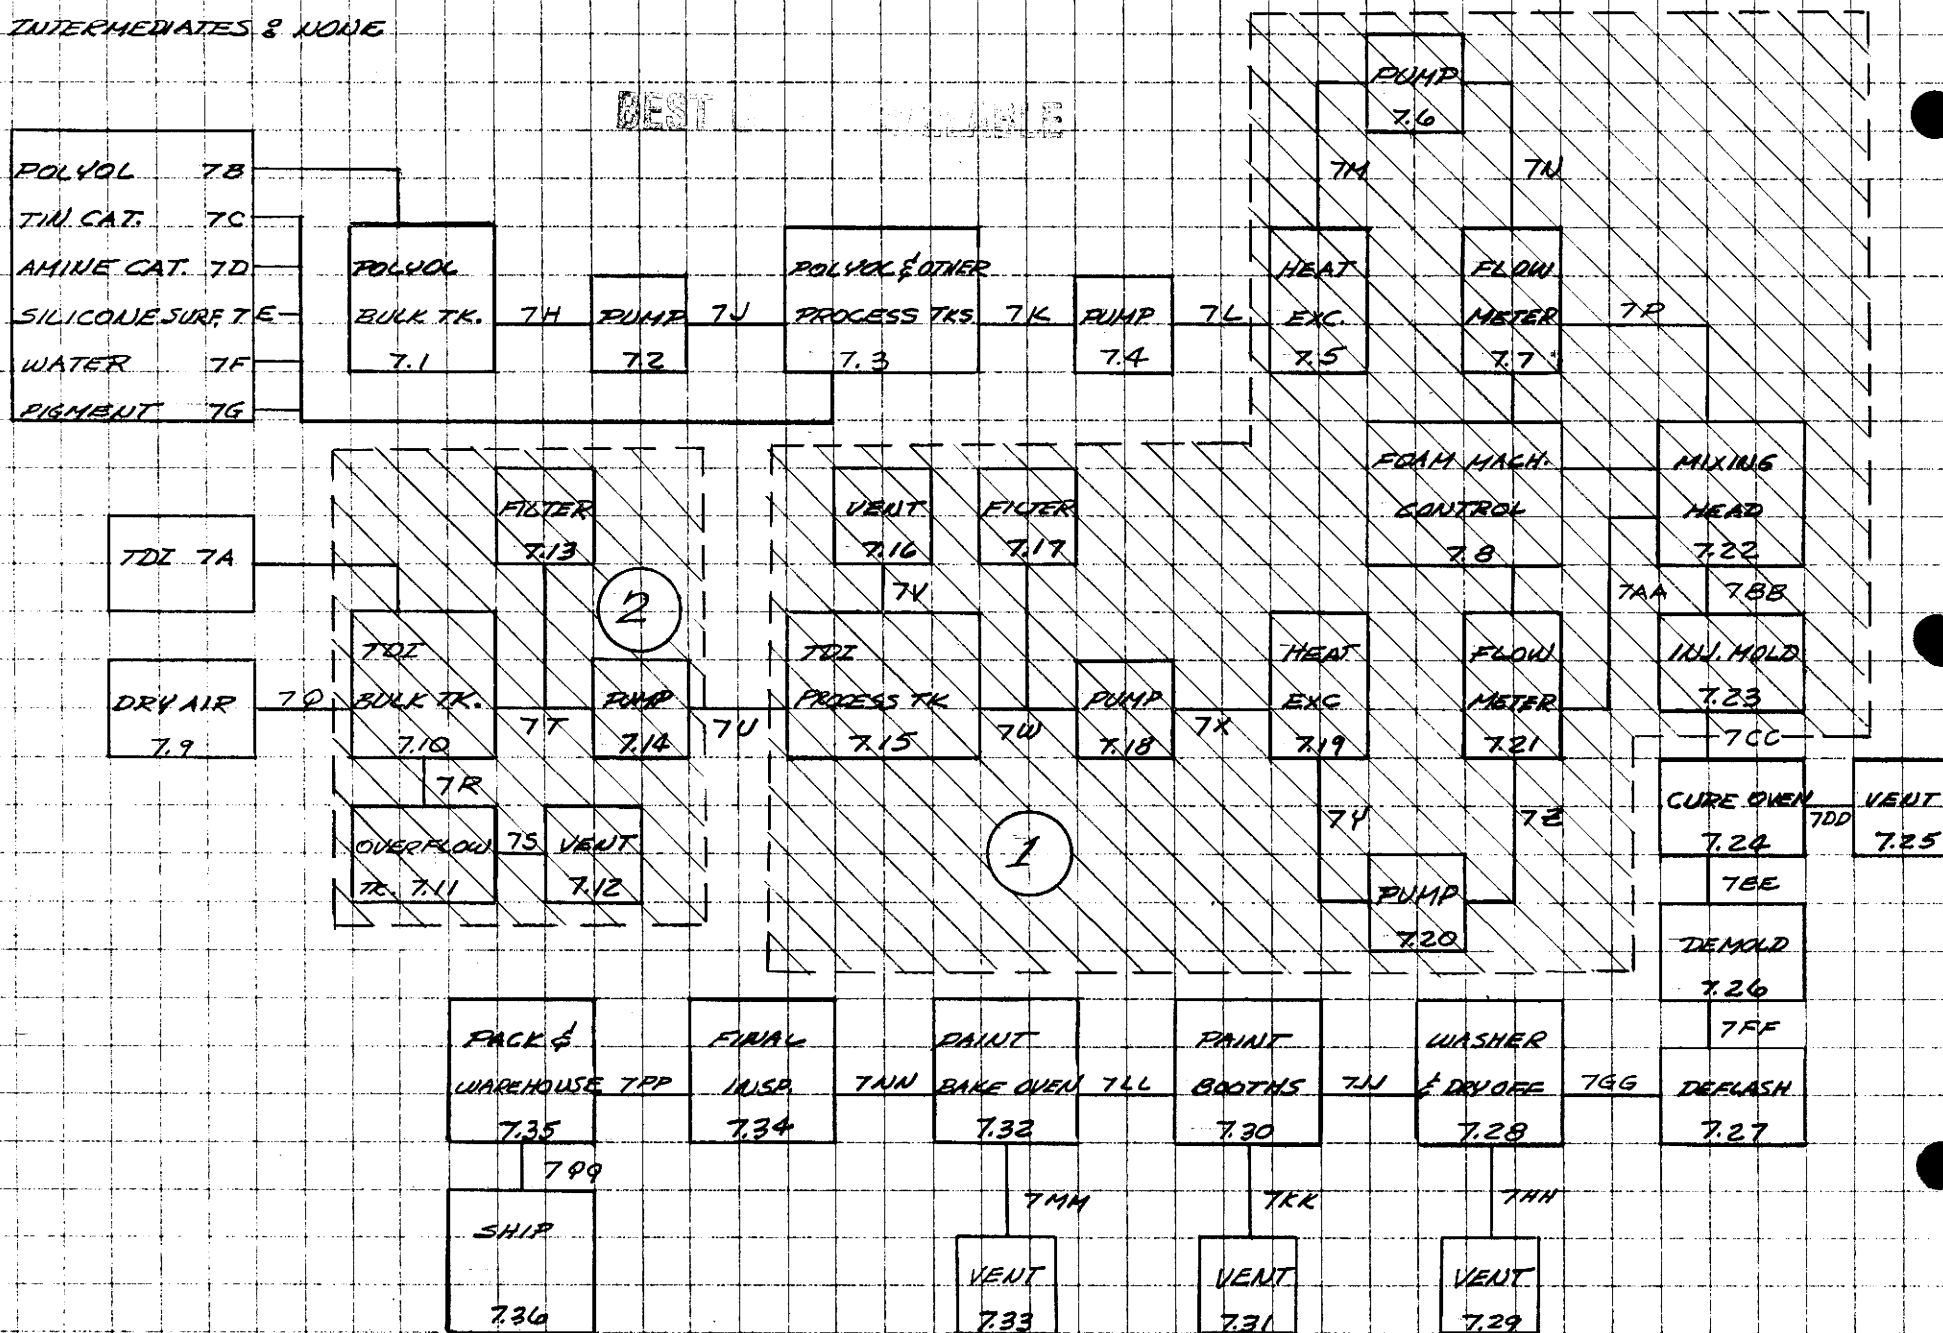 INTERMEDIATES : NONE
BEST
AVAILABLE
PUMP
7.6
7M
7N
POLYOL 7B
TIN CAT. 7C
AMINE CAT. 7D
SILICONE SURF. 7E
WATER 7F
PIGMENT 7G
POLYOL
BULK TK.
7.1
7H
PUMP
7.2
7J
POLYOL & OTHER
PROCESS TKS
7.3
7K
PUMP
7.4
7L
HEAT
EXC.
7.5
FLOW
METER
7.7
7P
FOAM MACH.
CONTROL
7.8
MIXING
HEAD
7.22
TDI 7A
FILTER
7.13
2
VENT
7.16
7V
FILTER
7.17
7AA
7BB
DRY AIR
7.9
7Q
TDI
BULK TK.
7.10
7T
PUMP
7.14
7U
TDI
PROCESS TK
7.15
7W
PUMP
7.18
7X
HEAT
EXC
7.19
FLOW
METER
7.21
INJ. MOLD
7.23
7CC
7R
OVERFLOW
TK. 7.11
7S
VENT
7.12
1
7Y
7Z
PUMP
7.20
CURE OVEN
7.24
7DD
VENT
7.25
7EE
DEMOLD
7.26
7FF
PACK &
WAREHOUSE
7.35
7PP
FINAL
INSP.
7.34
7NN
PAINT
BAKE OVEN
7.32
7LL
PAINT
BOOTHS
7.30
7JJ
WASHER
& DRY OFF
7.28
7GG
DEFLASH
7.27
7QQ
7MM
7KK
7HH
SHIP
7.36
VENT
7.33
VENT
7.31
VENT
7.29